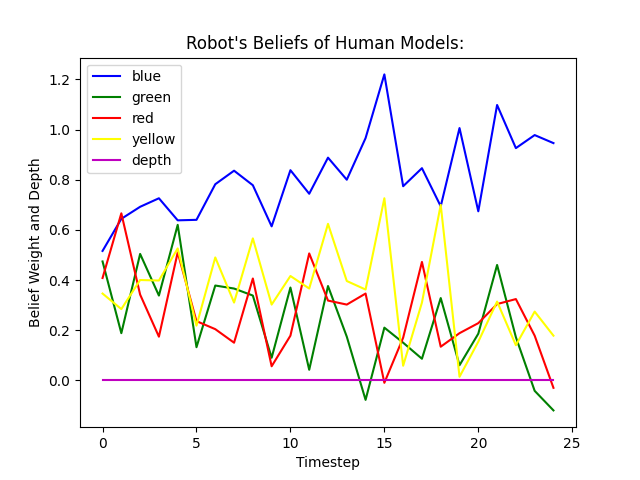 Robot's Beliefs of Human Models:
blue
green
red
yellow
depth
1.2
1.0
0.8
0.6
0.4
0.2
0.0
Belief Weight and Depth
0 5 10 15 20 25
Timestep